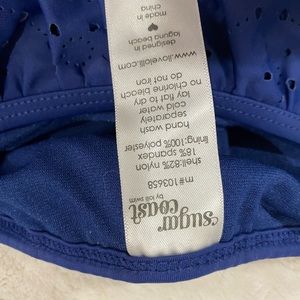 sugar
coast
by lolli swim
m#103658
shell:82% nylon
18% spandex
lining:100% polyester
hand wash
separately
cold water
no chlorine bleach
lay flat to dry
do not iron
www.ilovelolli.com
designed in
laguna beach
made in
china